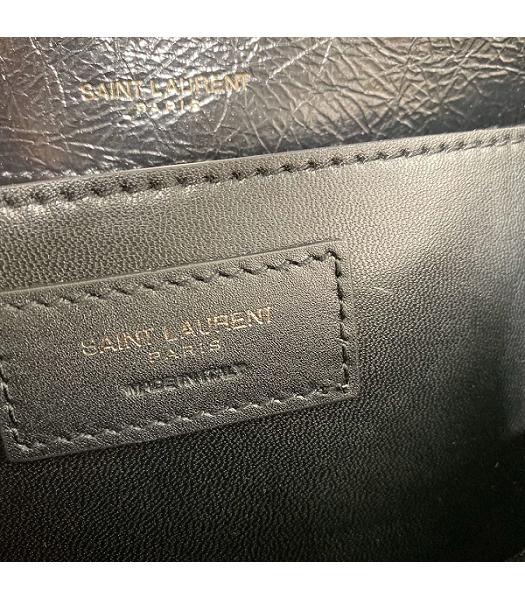 SAINT LAURENT
PARIS
SAINT LAURENT
PARIS
MADE IN ITALY